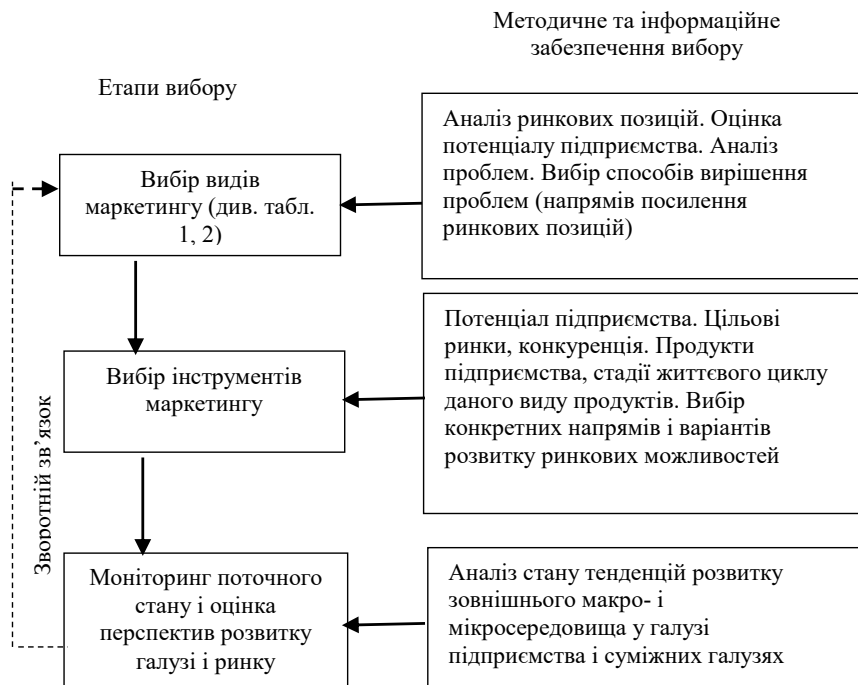 Методичне та інформаційне
забезпечення вибору
Етапи вибору
Аналіз ринкових позицій. Оцінка
потенціалу підприємства. Аналіз
проблем. Вибір способів вирішення
проблем (напрямів посилення
ринкових позицій)
Вибір видів
маркетингу (див. табл.
1, 2)
Потенціал підприємства. Цільові
ринки, конкуренція. Продукти
підприємства, стадії життєвого циклу
даного виду продуктів. Вибір
конкретних напрямів і варіантів
розвитку ринкових можливостей
Вибір інструментів
маркетингу
Зворотній зв’язок
Моніторинг поточного
стану і оцінка
перспектив розвитку
галузі і ринку
Аналіз стану тенденцій розвитку
зовнішнього макро- і
мікросередовища у галузі
підприємства і суміжних галузях